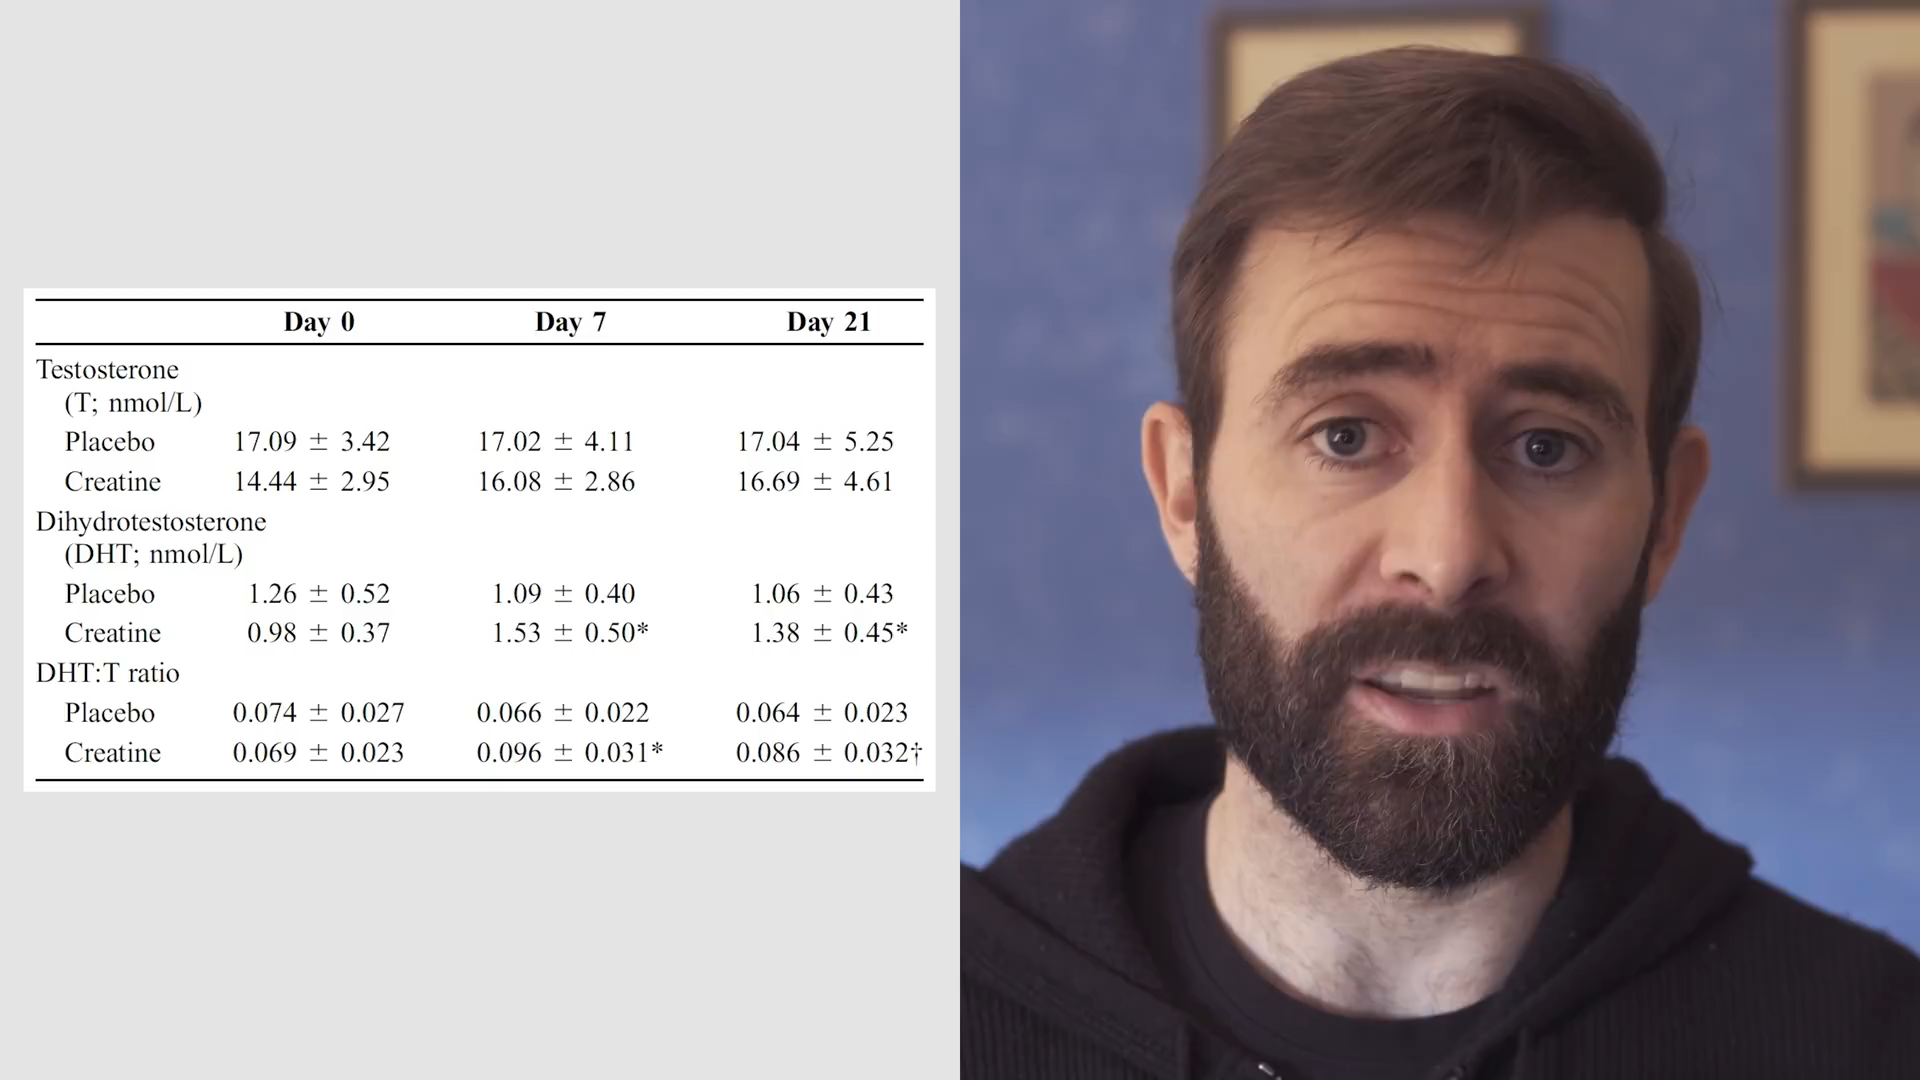 Day 0 Day 7 Day 21
Testosterone
(T; nmol/L)
Placebo 17.09 ± 3.42 17.02 ± 4.11 17.04 ± 5.25
Creatine 14.44 ± 2.95 16.08 ± 2.86 16.69 ± 4.61
Dihydrotestosterone
(DHT; nmol/L)
Placebo 1.26 ± 0.52 1.09 ± 0.40 1.06 ± 0.43
Creatine 0.98 ± 0.37 1.53 ± 0.50* 1.38 ± 0.45*
DHT:T ratio
Placebo 0.074 ± 0.027 0.066 ± 0.022 0.064 ± 0.023
Creatine 0.069 ± 0.023 0.096 ± 0.031* 0.086 ± 0.032†